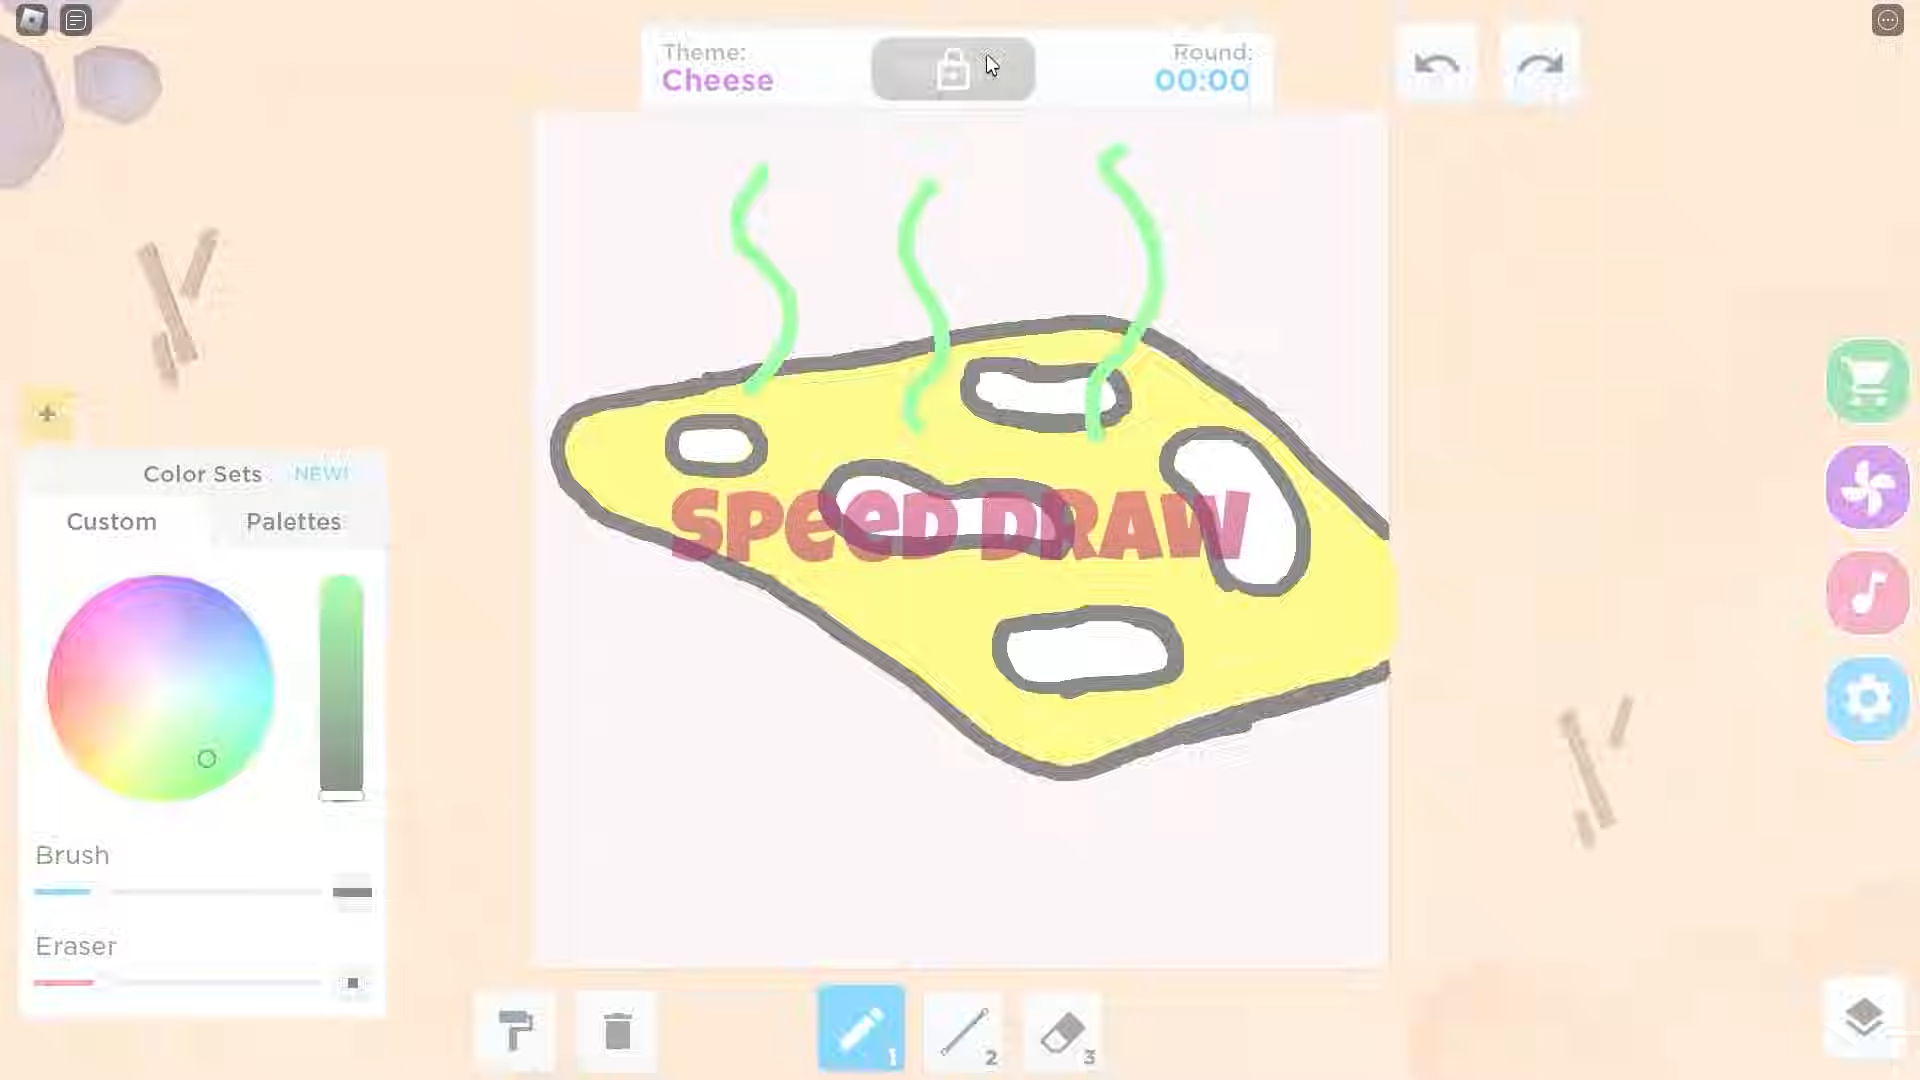 Theme:
Cheese
Round:
00:00
SPEED DRAW
+
Color Sets NEW!
Custom Palettes
Brush
Eraser
1
2
3